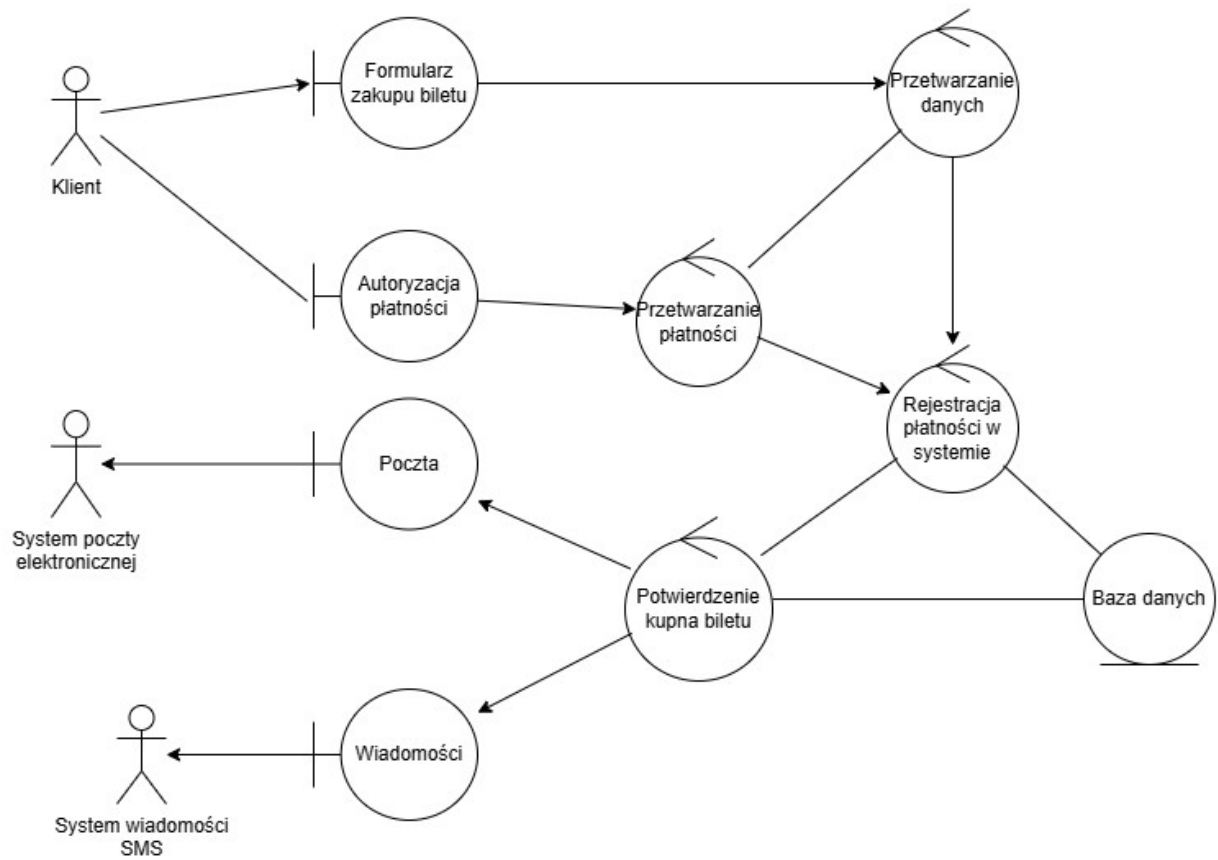 Formularz
zakupu biletu
Przetwarzanie
danych
Klient
Autoryzacja
płatności
Przetwarzanie
płatności
Rejestracja
płatności w
systemie
Poczta
System poczty
elektronicznej
Potwierdzenie
kupna biletu
Baza danych
Wiadomości
System wiadomości
SMS